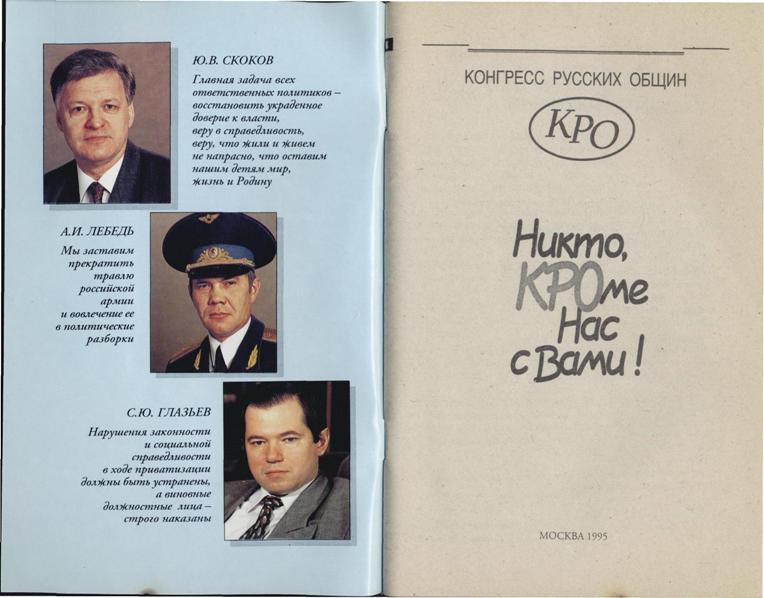 Ю.В. СКОКОВ
Главная задача всех
ответственных политиков –
восстановить украденное
доверие к власти,
веру в справедливость,
веру, что жили и живем
не напрасно, что оставим
нашим детям мир,
жизнь и Родину
А.И. ЛЕБЕДЬ
Мы заставим
прекратить
травлю
российской
армии
и вовлечение ее
в политические
разборки
С.Ю. ГЛАЗЬЕВ
Нарушения законности
и социальной
справедливости
в ходе приватизации
должны быть устранены,
а виновные
должностные лица –
строго наказаны
КОНГРЕСС РУССКИХ ОБЩИН
КРО
Никто,
КРОме
Нас
с Вами!
МОСКВА 1995